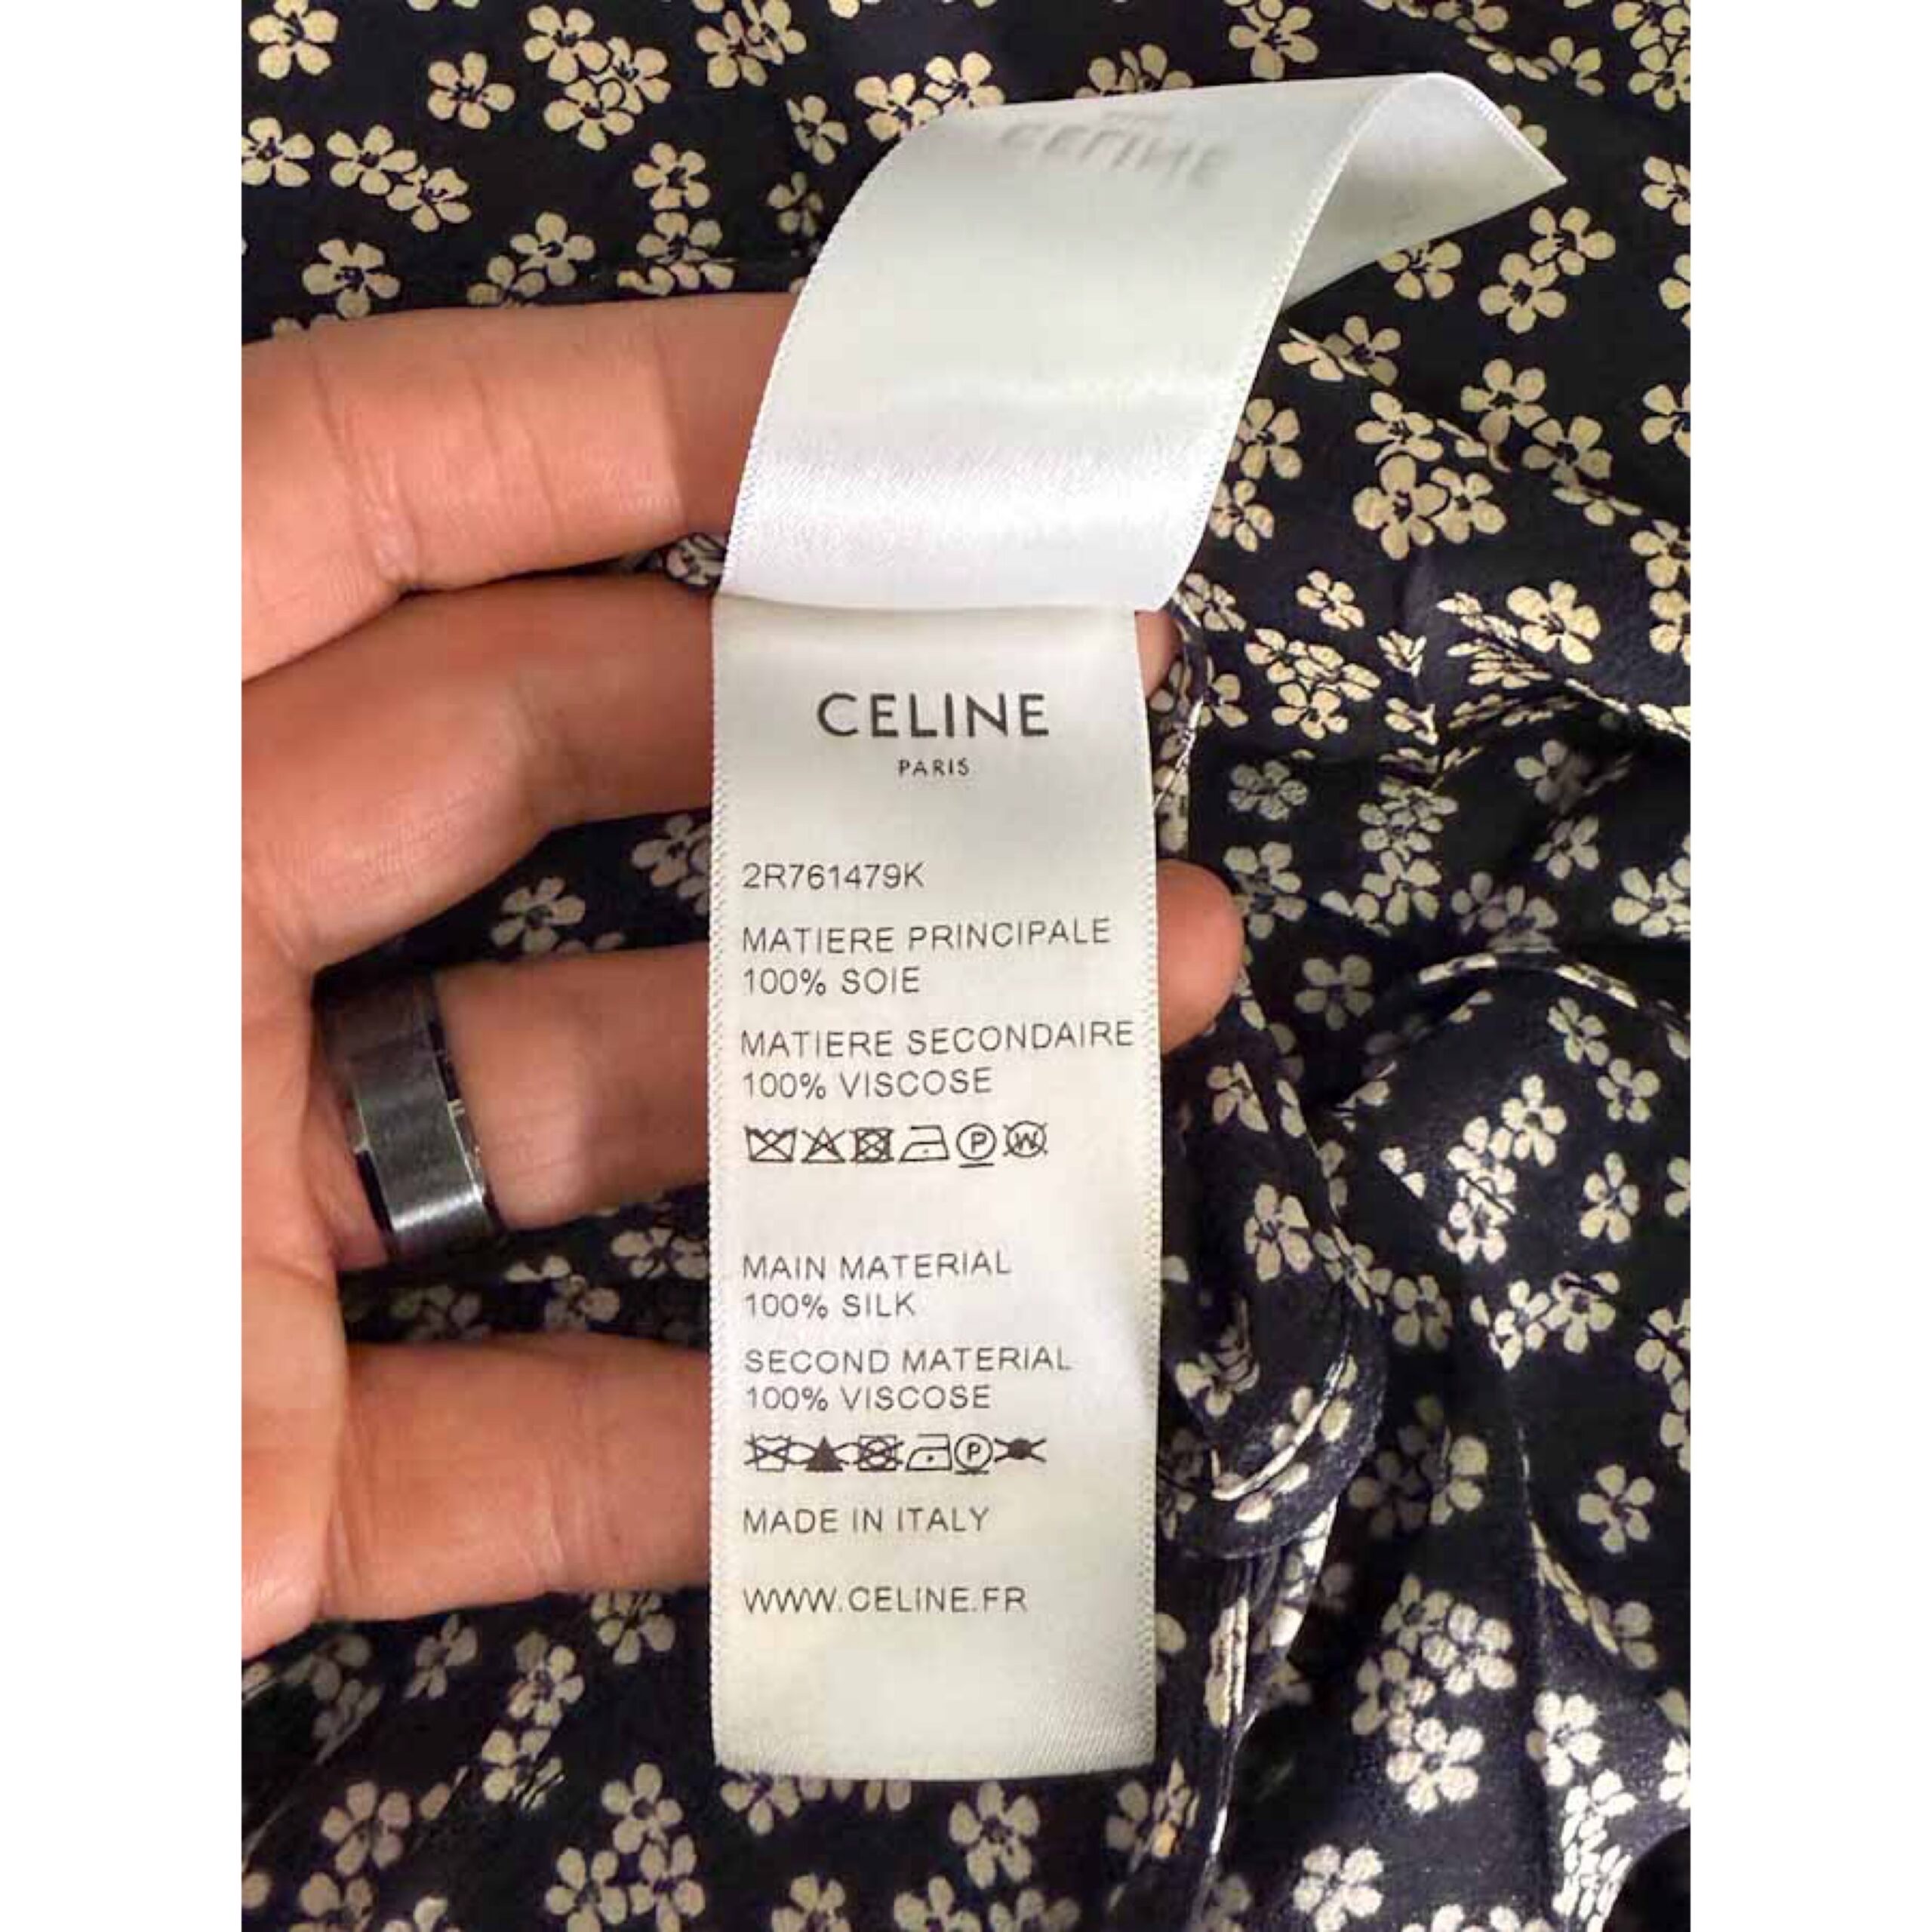 CELINE
CELINE
PARIS
2R761479K
MATIERE PRINCIPALE
100% SOIE
MATIERE SECONDAIRE
100% VISCOSE
P W
MAIN MATERIAL
100% SILK
SECOND MATERIAL
100% VISCOSE
P
MADE IN ITALY
WWW.CELINE.FR